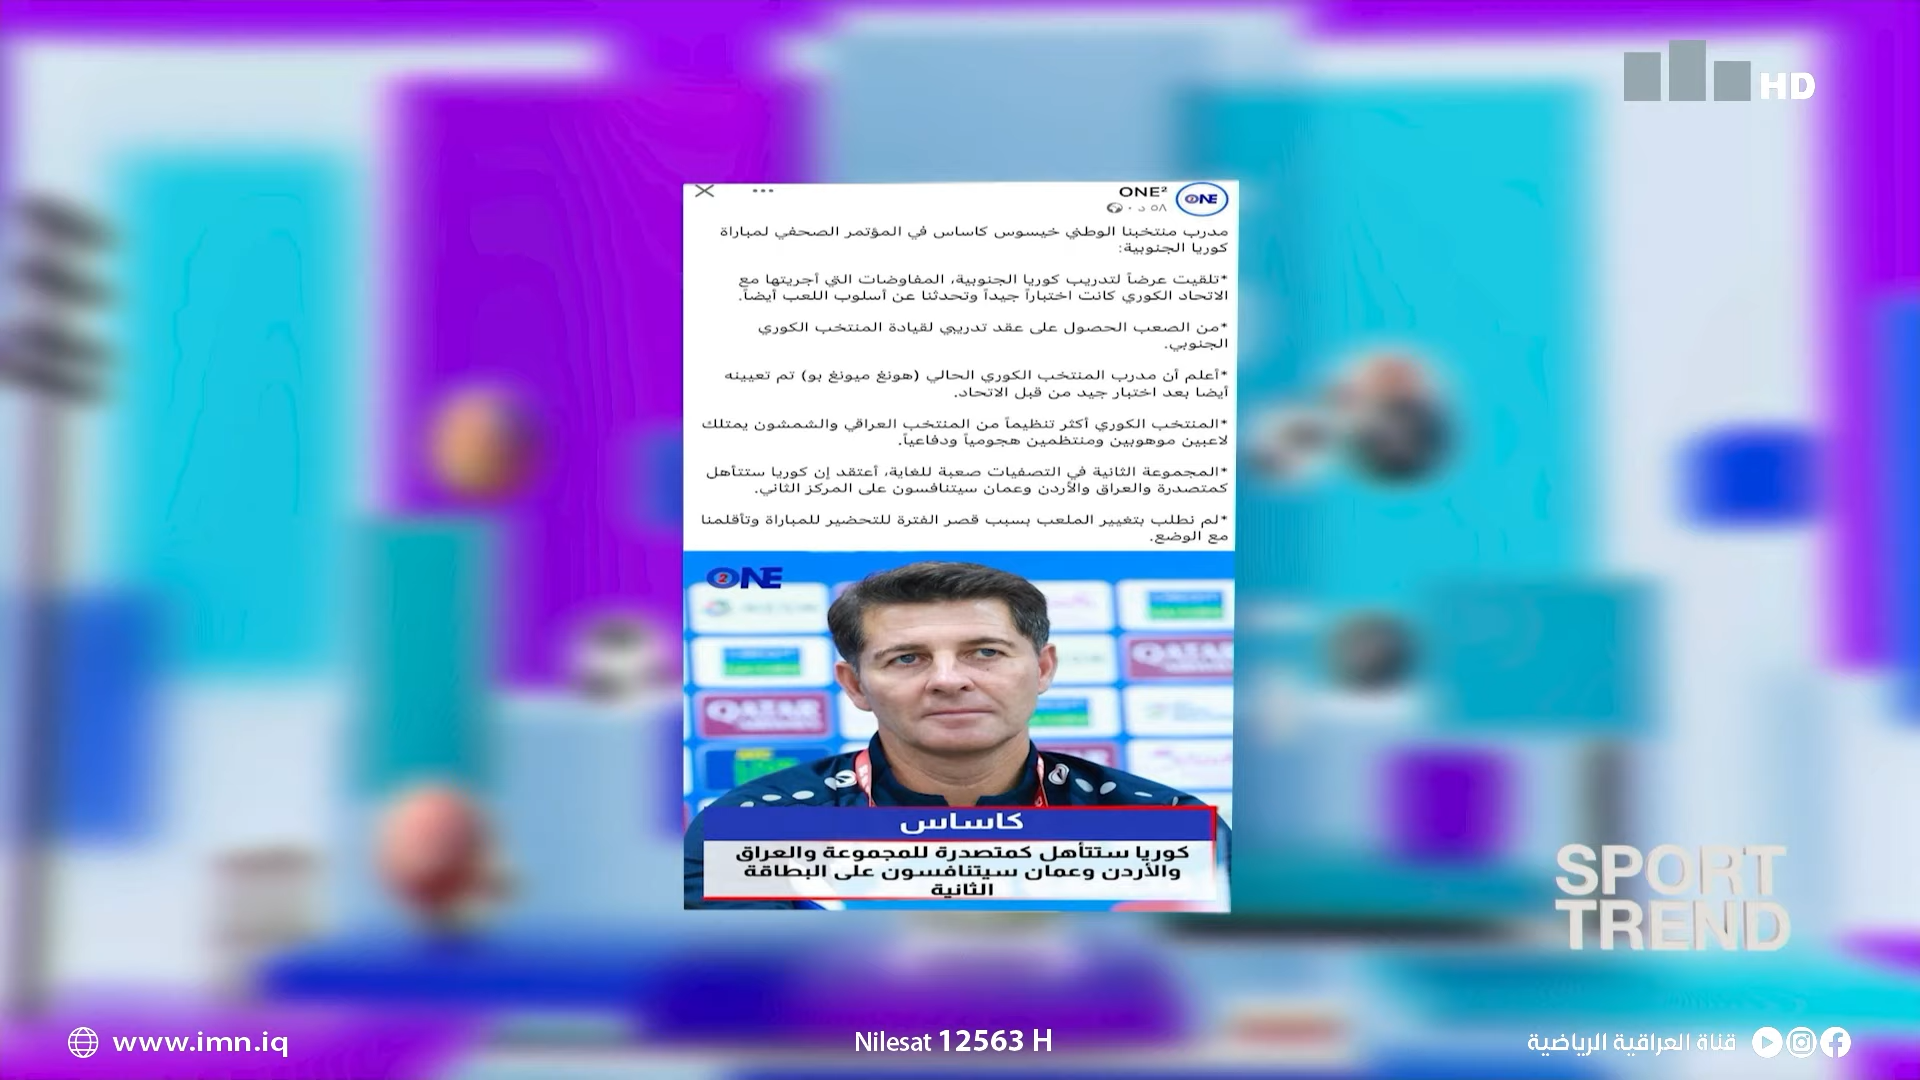 HD
ONE²
ONE
٥٨ د
مدرب منتخبنا الوطني خيسوس كاساس في المؤتمر الصحفي لمباراة
كوريا الجنوبية:
*تلقيت عرضاً لتدريب كوريا الجنوبية، المفاوضات التي أجريتها مع
الاتحاد الكوري كانت اختباراً جيداً وتحدثنا عن أسلوب اللعب أيضاً.
*من الصعب الحصول على عقد تدريبي لقيادة المنتخب الكوري
الجنوبي.
*أعلم أن مدرب المنتخب الكوري الحالي (هونغ ميونغ بو) تم تعيينه
أيضا بعد اختبار جيد من قبل الاتحاد.
*المنتخب الكوري أكثر تنظيماً من المنتخب العراقي والشمشون يمتلك
لاعبين موهوبين ومنتظمين هجومياً ودفاعياً.
*المجموعة الثانية في التصفيات صعبة للغاية، أعتقد إن كوريا ستتأهل
كمتصدرة والعراق والأردن وعمان سيتنافسون على المركز الثاني.
*لم نطلب بتغيير الملعب بسبب قصر الفترة للتحضير للمباراة وتأقلمنا
مع الوضع.
2 ONE
QATAR
QATAR
كاساس
كوريا ستتأهل كمتصدرة للمجموعة والعراق
والأردن وعمان سيتنافسون على البطاقة
الثانية
SPORT
TREND
www.imn.iq
Nilesat 12563 H
قناة العراقية الرياضية